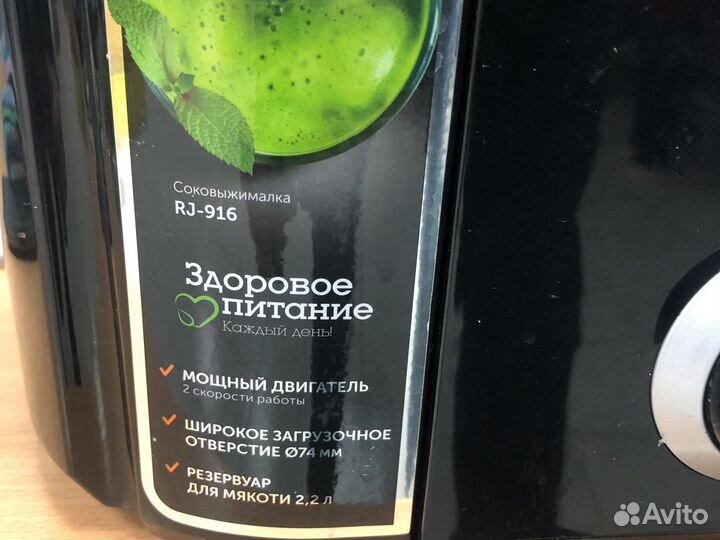 Соковыжималка
RJ-916
Здоровое
питание
Каждый день!
МОЩНЫЙ ДВИГАТЕЛЬ
2 скорости работы
ШИРОКОЕ ЗАГРУЗОЧНОЕ
ОТВЕРСТИЕ Ø74 мм
РЕЗЕРВУАР
ДЛЯ МЯКОТИ 2,2 л
Avito